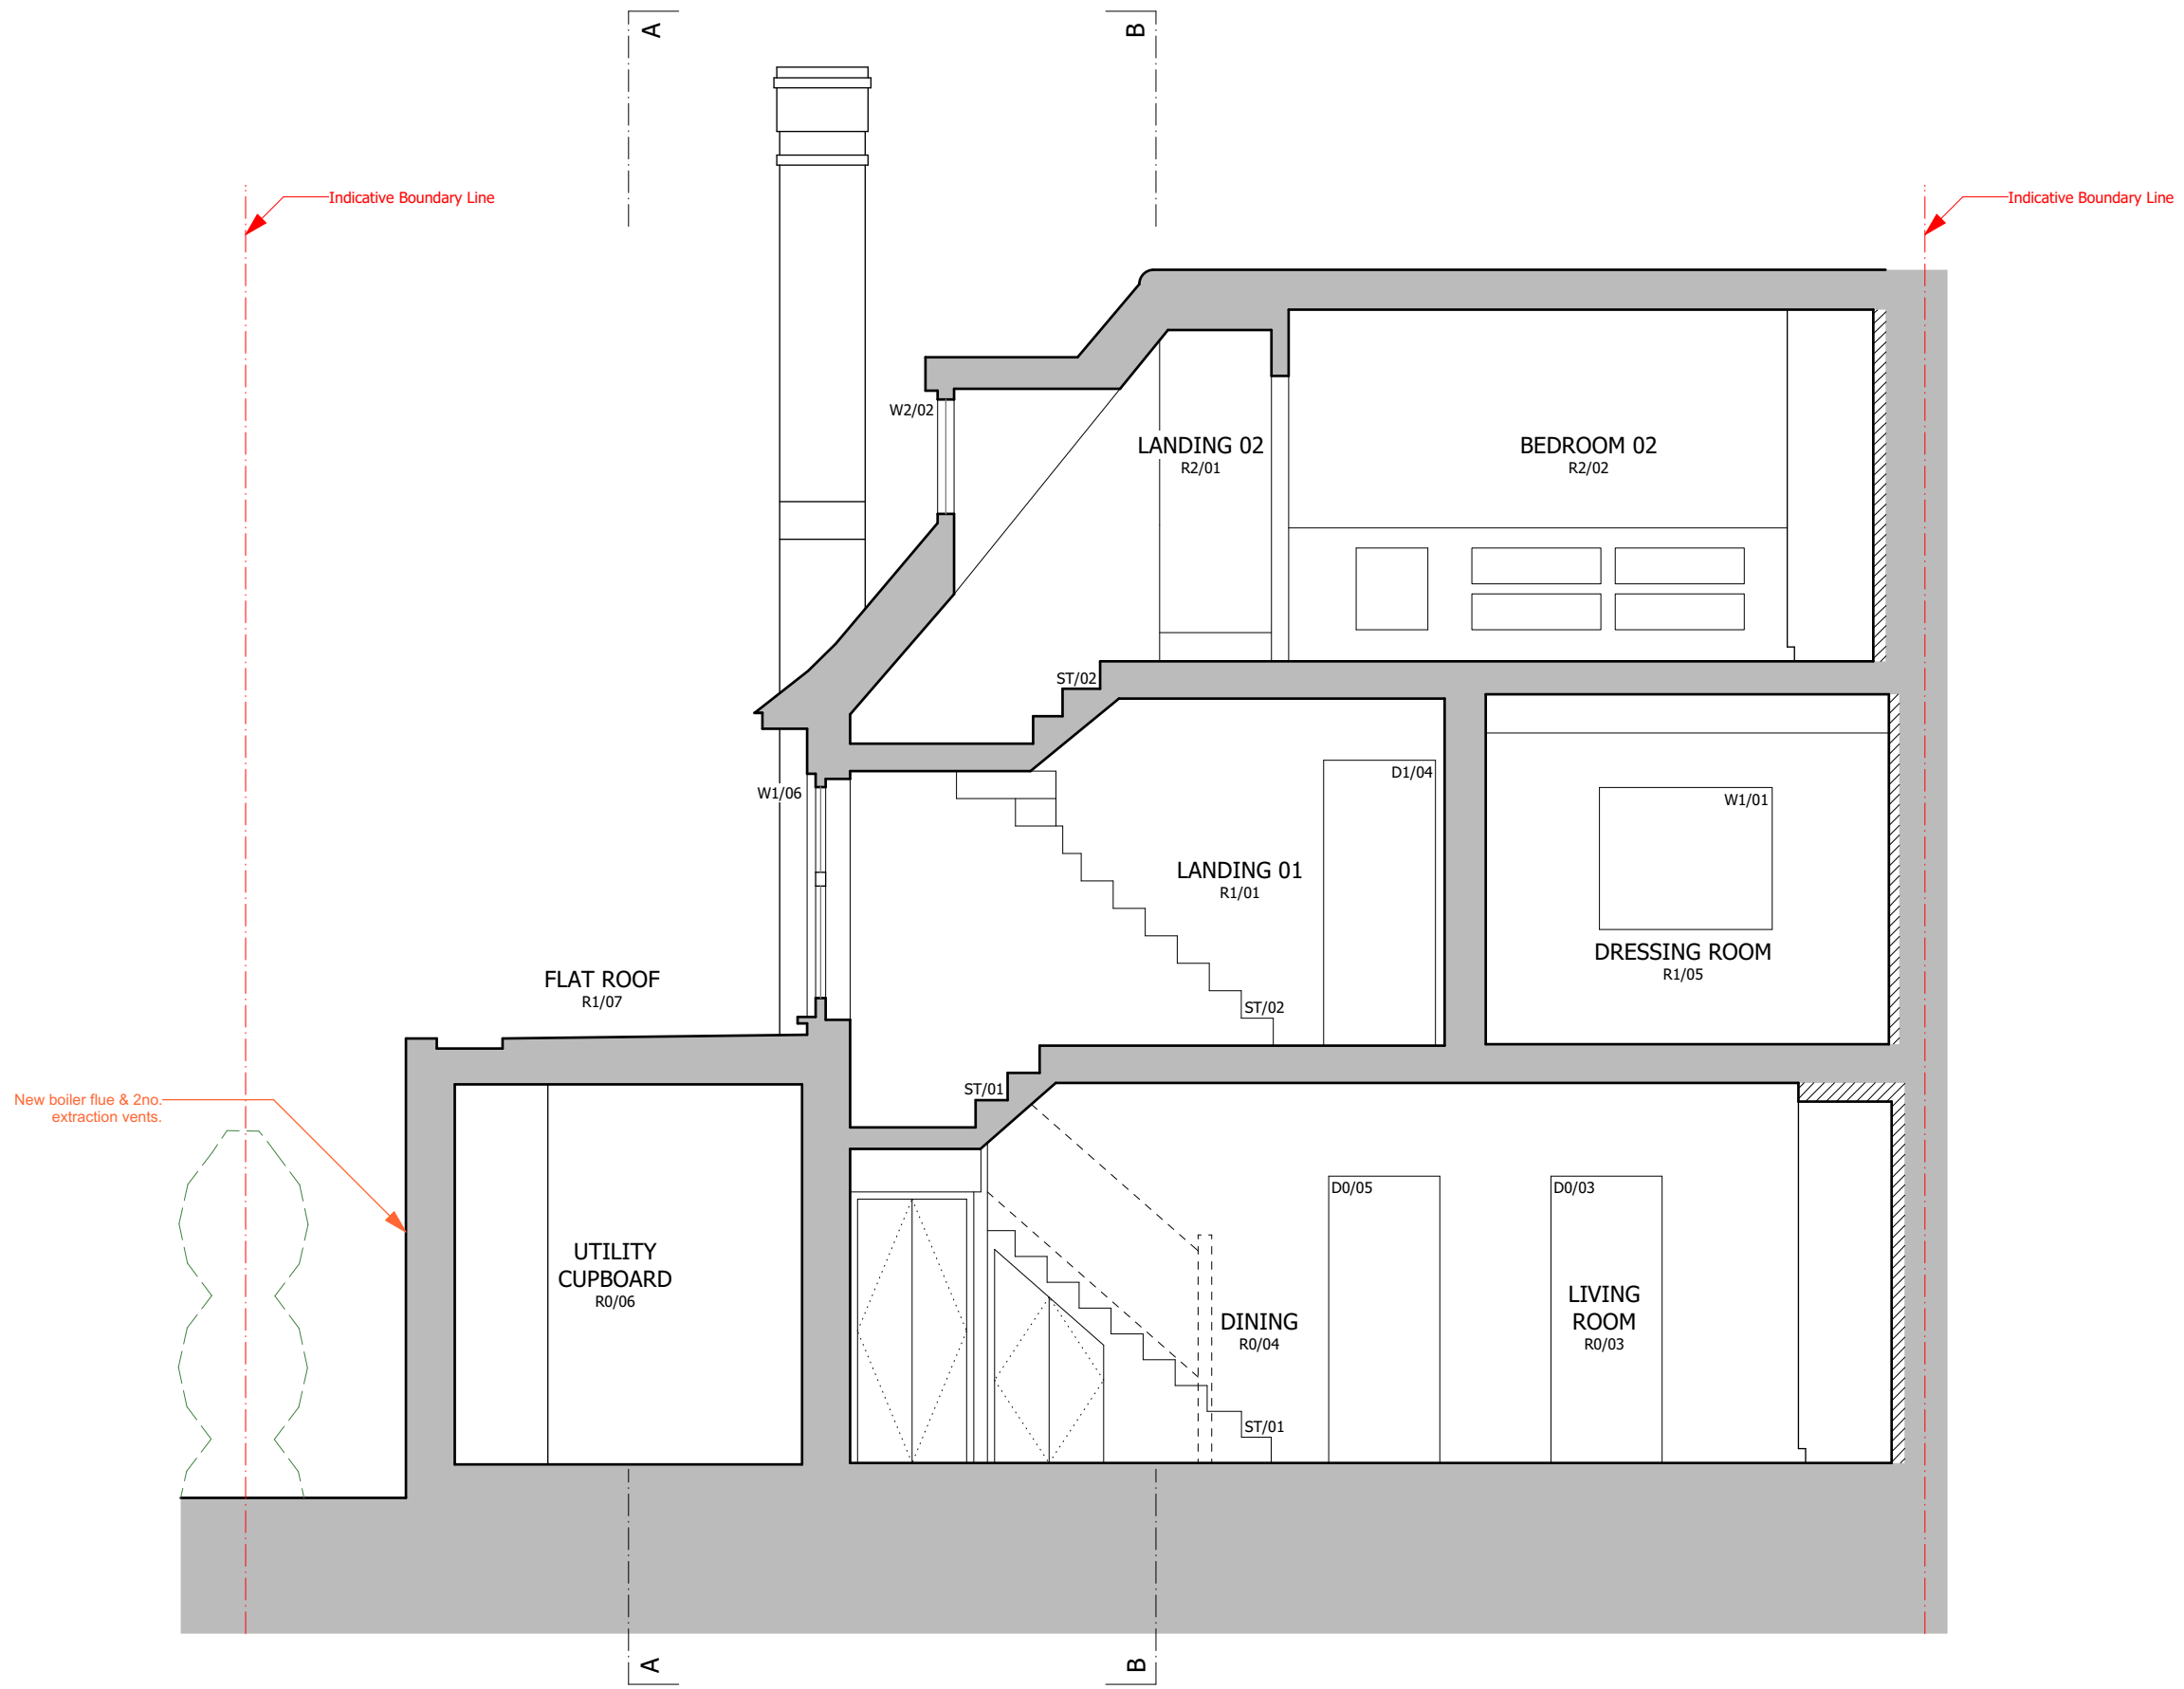 A
B
Indicative Boundary Line
Indicative Boundary Line
W2/02
LANDING 02
R2/01
BEDROOM 02
R2/02
ST/02
W1/06
D1/04
W1/01
LANDING 01
R1/01
DRESSING ROOM
R1/05
FLAT ROOF
R1/07
ST/02
ST/01
New boiler flue & 2no.
extraction vents.
D0/05
D0/03
UTILITY
CUPBOARD
R0/06
DINING
R0/04
LIVING
ROOM
R0/03
ST/01
A
B